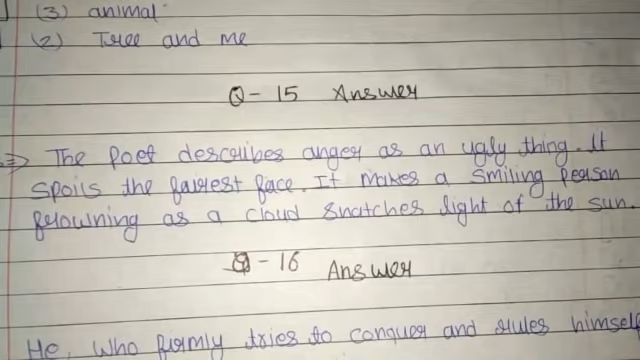 (3) animal
(2) Tree and me
Q - 15 Answer
⇒ The Poet describes anger as an ugly thing. It
spoils the fairest face. It makes a smiling pearson
frowning as a cloud snatches light of the sun.
Q - 16 Answer
He, who firmly tries to conquer and rules himself